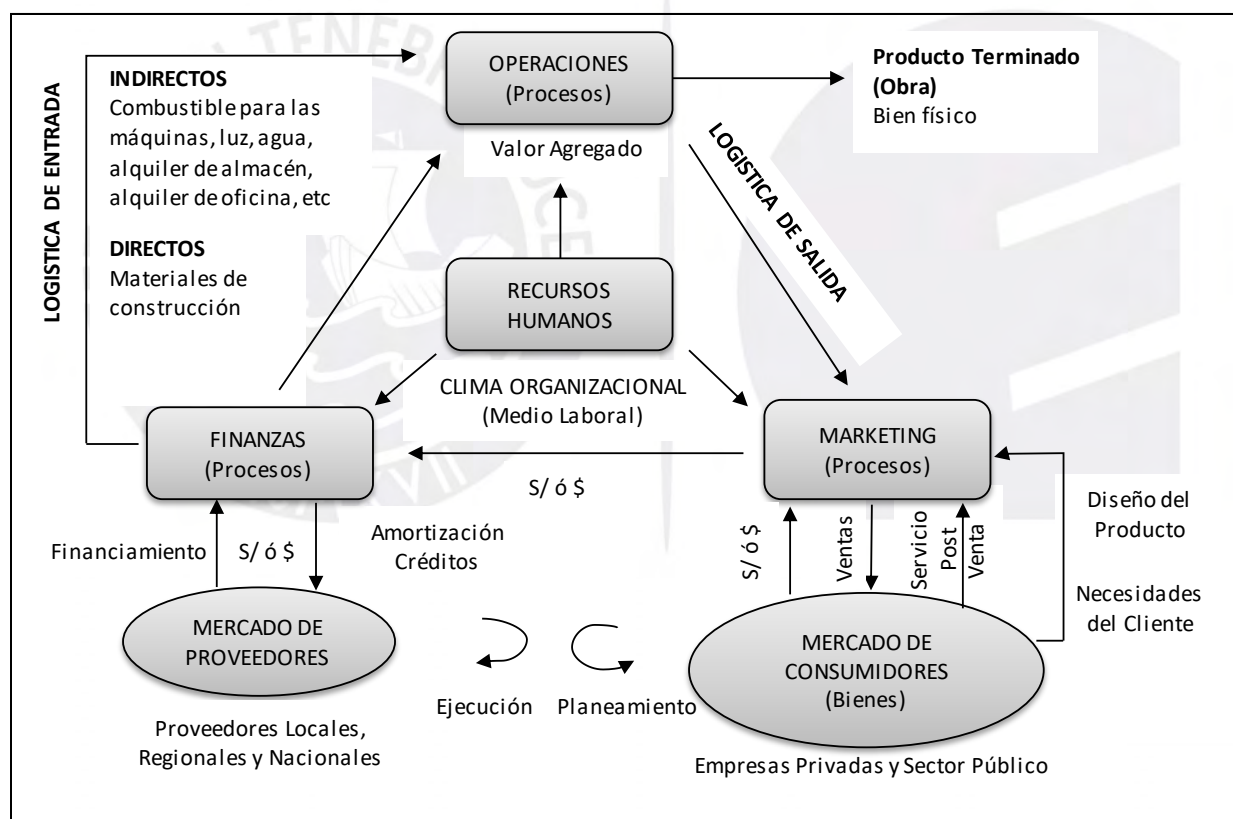 OPERACIONES
(Procesos)
Valor Agregado
Producto Terminado
(Obra)
Bien físico
LOGISTICA DE ENTRADA
INDIRECTOS
Combustible para las
máquinas, luz, agua,
alquiler de almacén,
alquiler de oficina, etc
DIRECTOS
Materiales de
construcción
LOGISTICA DE SALIDA
RECURSOS
HUMANOS
CLIMA ORGANIZACIONAL
(Medio Laboral)
FINANZAS
(Procesos)
MARKETING
(Procesos)
S/ ó $
Financiamiento
S/ ó $
Amortización
Créditos
S/ ó $
Ventas
Servicio
Post
Venta
Diseño del
Producto
Necesidades
del Cliente
MERCADO DE
PROVEEDORES
Proveedores Locales,
Regionales y Nacionales
Ejecución
Planeamiento
MERCADO DE
CONSUMIDORES
(Bienes)
Empresas Privadas y Sector Público